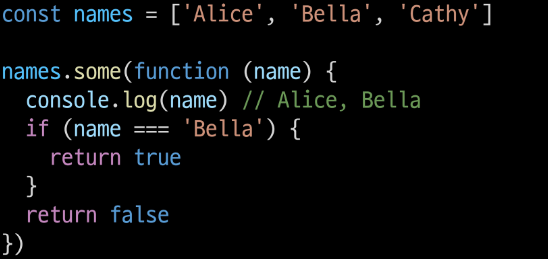 const names = ['Alice', 'Bella', 'Cathy']
names.some(function (name) {
  console.log(name) // Alice, Bella
  if (name === 'Bella') {
    return true
  }
  return false
})